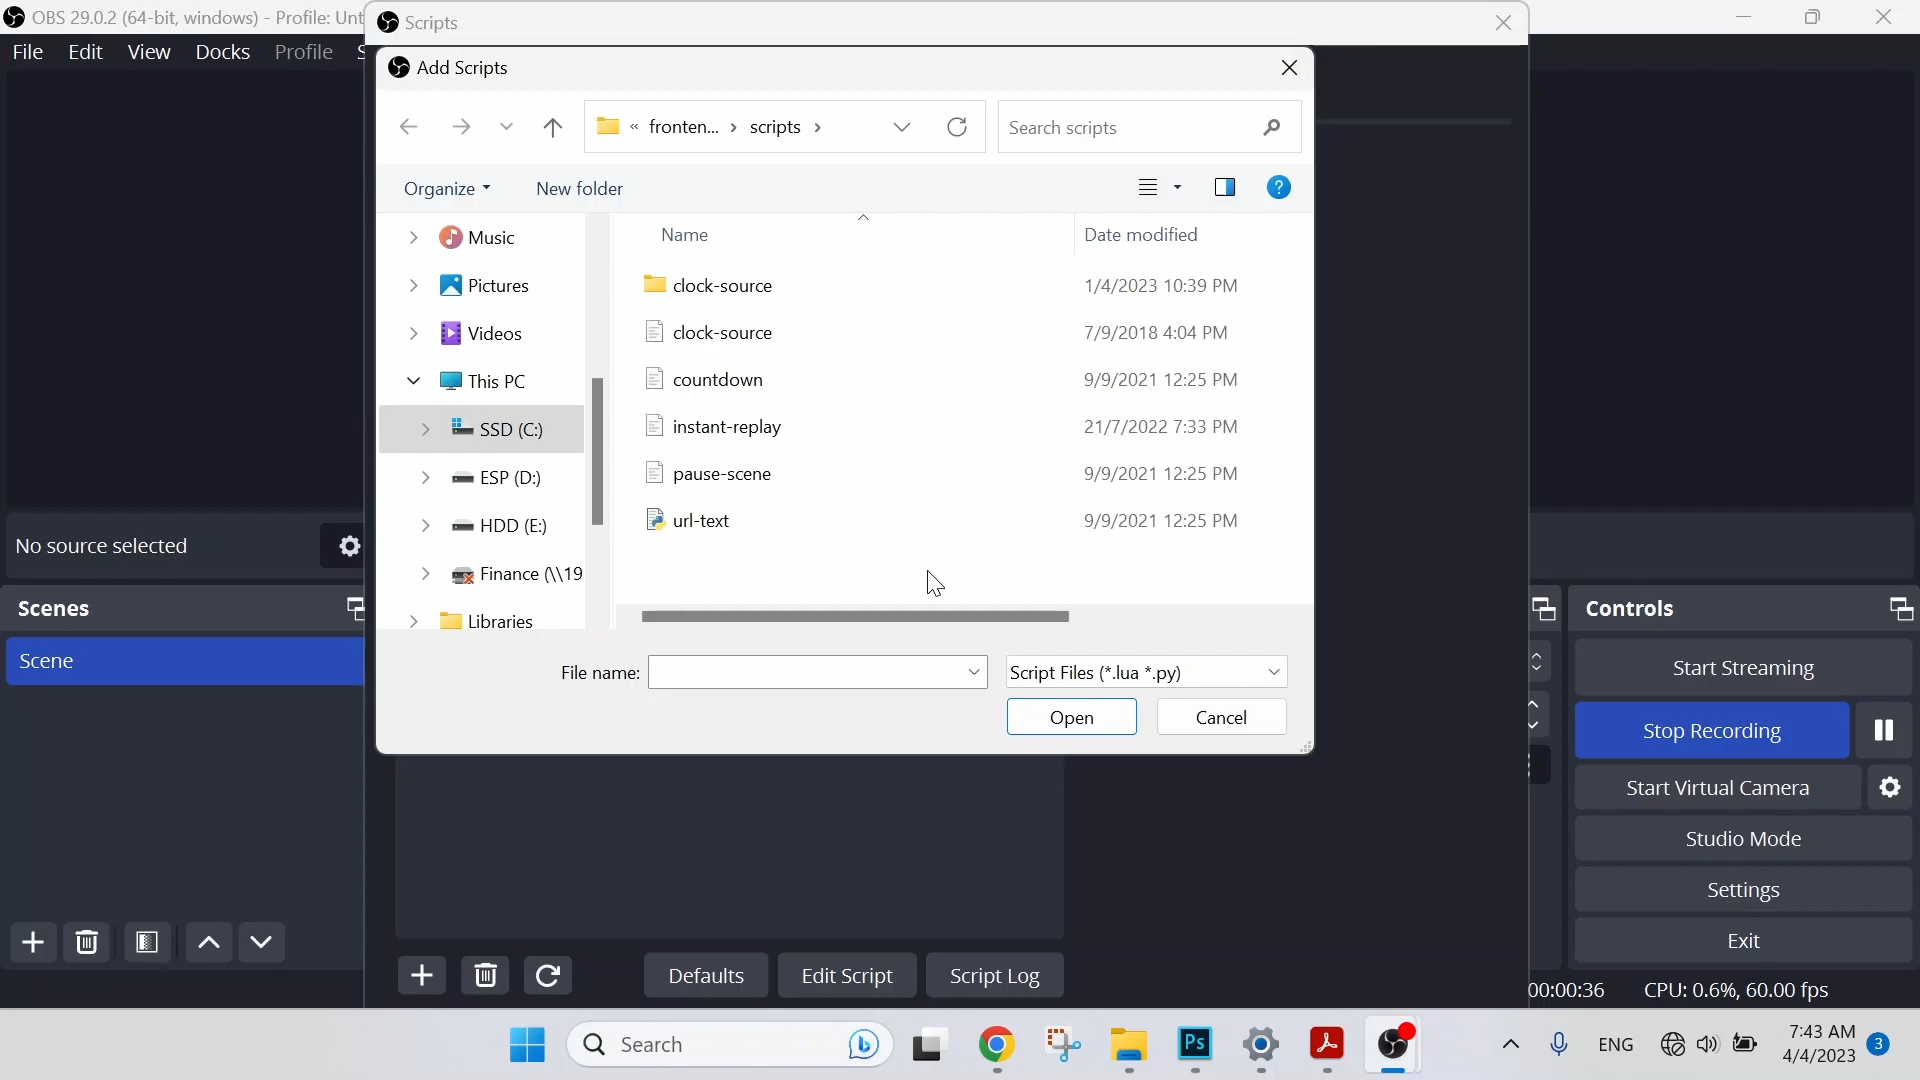 OBS 29.0.2 (64-bit, windows) - Profile: Unt
Scripts
File Edit View Docks Profile S
Add Scripts
« fronten... › scripts ›
Search scripts
Organize
New folder
?
Music
Pictures
Videos
This PC
SSD (C:)
ESP (D:)
HDD (E:)
Finance (\\19
Libraries
Name Date modified
clock-source 1/4/2023 10:39 PM
clock-source 7/9/2018 4:04 PM
countdown 9/9/2021 12:25 PM
instant-replay 21/7/2022 7:33 PM
pause-scene 9/9/2021 12:25 PM
url-text 9/9/2021 12:25 PM
File name:
Script Files (*.lua *.py)
Open Cancel
No source selected
Scenes
Scene
Defaults Edit Script Script Log
Controls
Start Streaming
Stop Recording
Start Virtual Camera
Studio Mode
Settings
Exit
00:00:36 CPU: 0.6%, 60.00 fps
Search
Ps
ENG
7:43 AM
4/4/2023
3